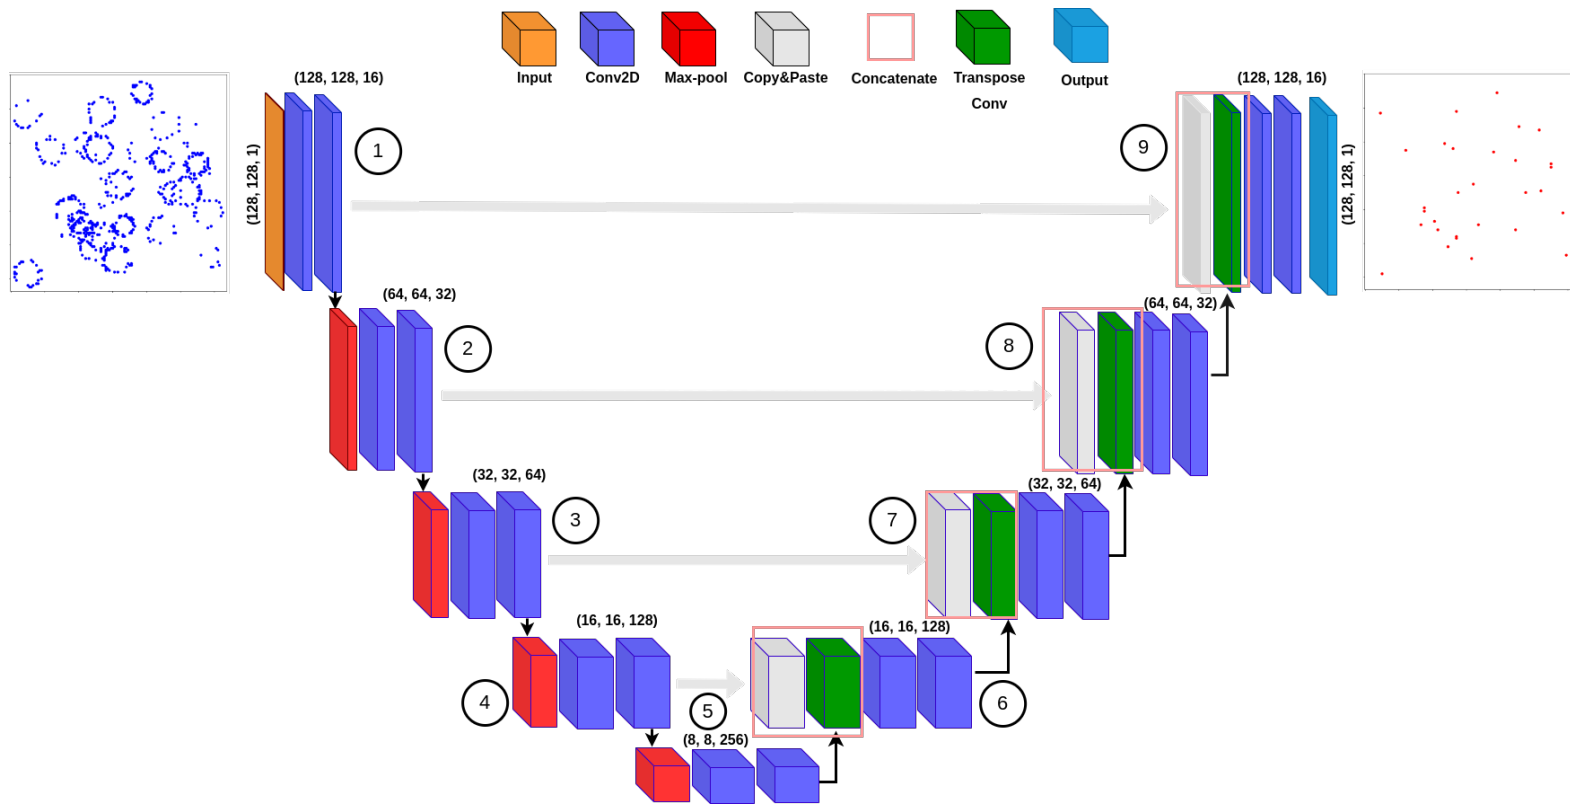 Input
Conv2D
Max-pool
Copy&Paste
Concatenate
Transpose
Conv
Output
(128, 128, 16)
(128, 128, 1)
1
9
(128, 128, 16)
(128, 128, 1)
(64, 64, 32)
2
8
(64, 64, 32)
(32, 32, 64)
3
7
(32, 32, 64)
(16, 16, 128)
4
5
(16, 16, 128)
6
(8, 8, 256)